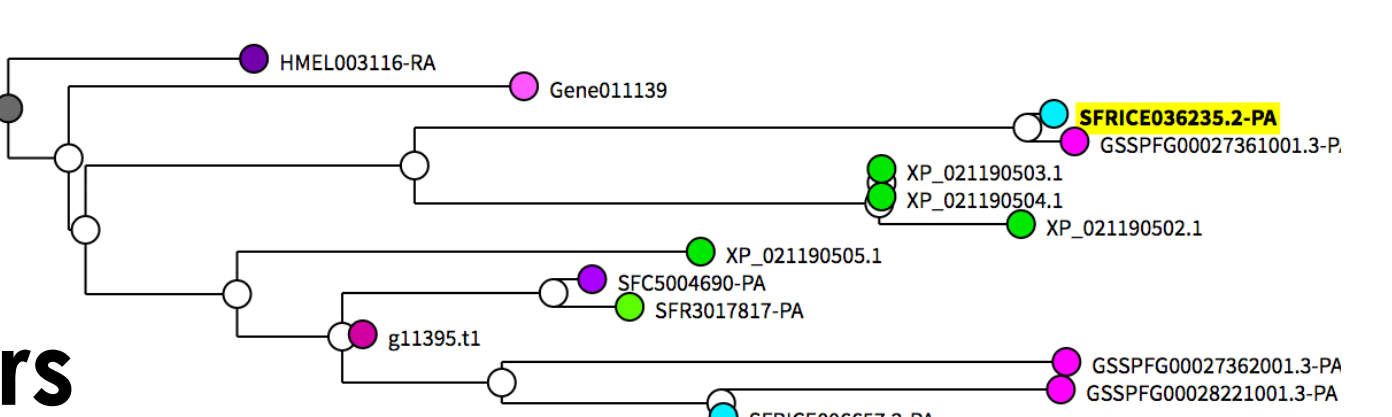 HMEL003116-RA
Gene011139
SFRICE036235.2-PA
GSSPFG00027361001.3-P
XP_021190503.1
XP_021190504.1
XP_021190502.1
XP_021190505.1
SFC5004690-PA
SFR3017817-PA
g11395.t1
rs
GSSPFG00027362001.3-PA
GSSPFG00028221001.3-PA